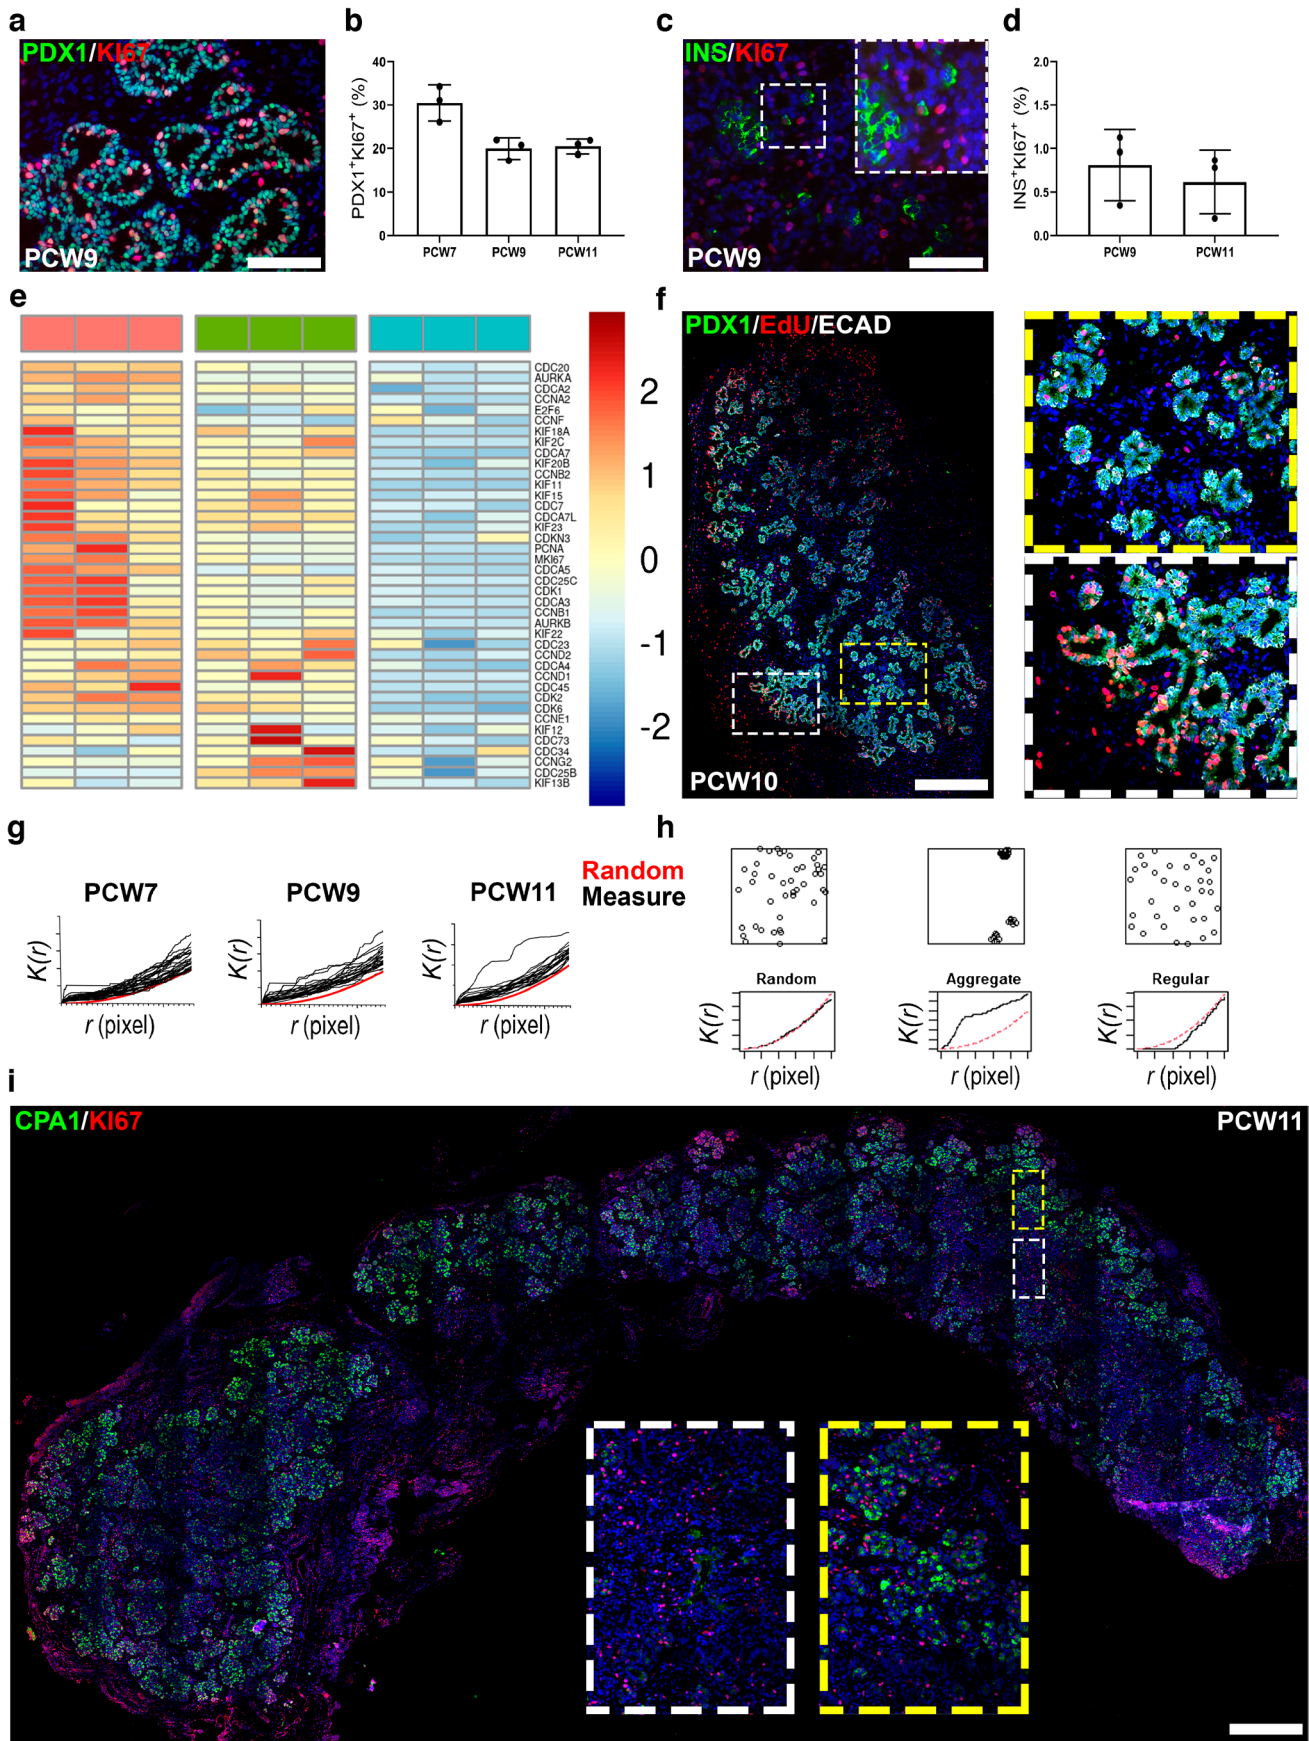 a
PDX1/KI67
PCW9
b
PDX1+KI67+ (%)
40
30
20
10
0
PCW7 PCW9 PCW11
c
INS/KI67
PCW9
d
INS+KI67+ (%)
2.0
1.5
1.0
0.5
0.0
PCW9 PCW11
e
CDC20
AURKA
CDCA2
CCNA2
E2F6
CCNF
KIF18A
KIF2C
CDCA7
KIF20B
CCNB2
KIF11
KIF15
CDC7
CDCA7L
KIF23
CDKN3
PCNA
MKI67
CDCA5
CDC25C
CDK1
CDCA3
CCNB1
AURKB
KIF22
CDC23
CCND2
CDCA4
CCND1
CDC45
CDK2
CDK6
CCNE1
KIF12
CDC73
CDC34
CCNG2
CDC25B
KIF13B
2
1
0
-1
-2
f
PDX1/EdU/ECAD
PCW10
g
PCW7 PCW9 PCW11
K(r) K(r) K(r)
r (pixel) r (pixel) r (pixel)
Random
Measure
h
Random Aggregate Regular
K(r) K(r) K(r)
r (pixel) r (pixel) r (pixel)
i
CPA1/KI67
PCW11